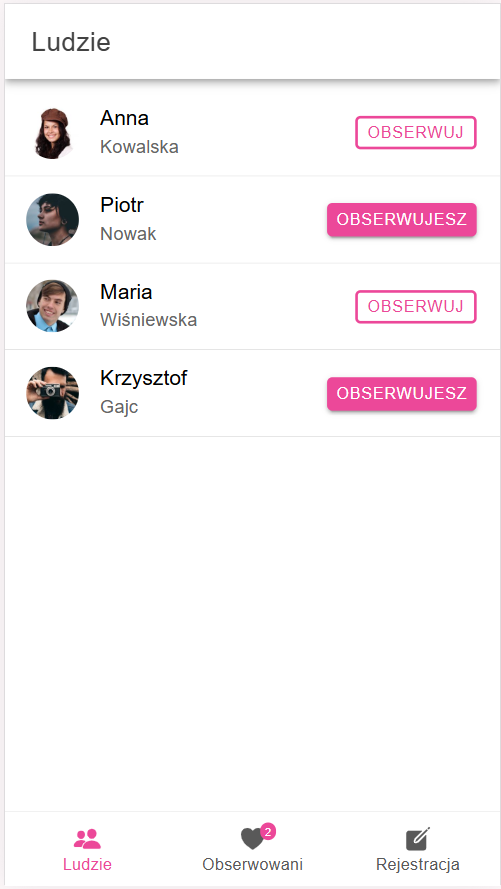 Ludzie
Anna
Kowalska
OBSERWUJ
Piotr
Nowak
OBSERWUJESZ
Maria
Wiśniewska
OBSERWUJ
Krzysztof
Gajc
OBSERWUJESZ
2
Ludzie
Obserwowani
Rejestracja